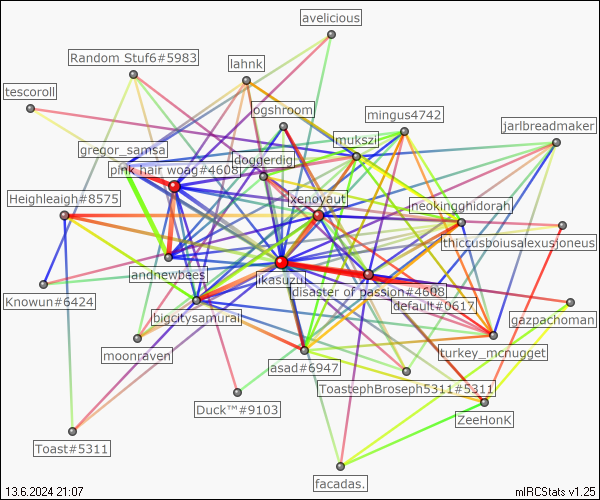 avelicious
Random Stuf6#5983
lahnk
tescoroll
logshroom
mingus4742
jarlbreadmaker
gregor_samsa
mukszi
doggerdig
pink hair woag#4608
Heighleaigh#8575
xenoyaut
neokingghidorah
thiccusboiusalexusjoneus
andnewbees
ikasuzu
disaster of passion#4608
Knowun#6424
default#0617
gazpachoman
bigcitysamurai
moonraven
turkey_mcnugget
asad#6947
ToastephBroseph5311#5311
Duck™#9103
ZeeHonK
Toast#5311
facadas.
13.6.2024 21:07
mIRCStats v1.25